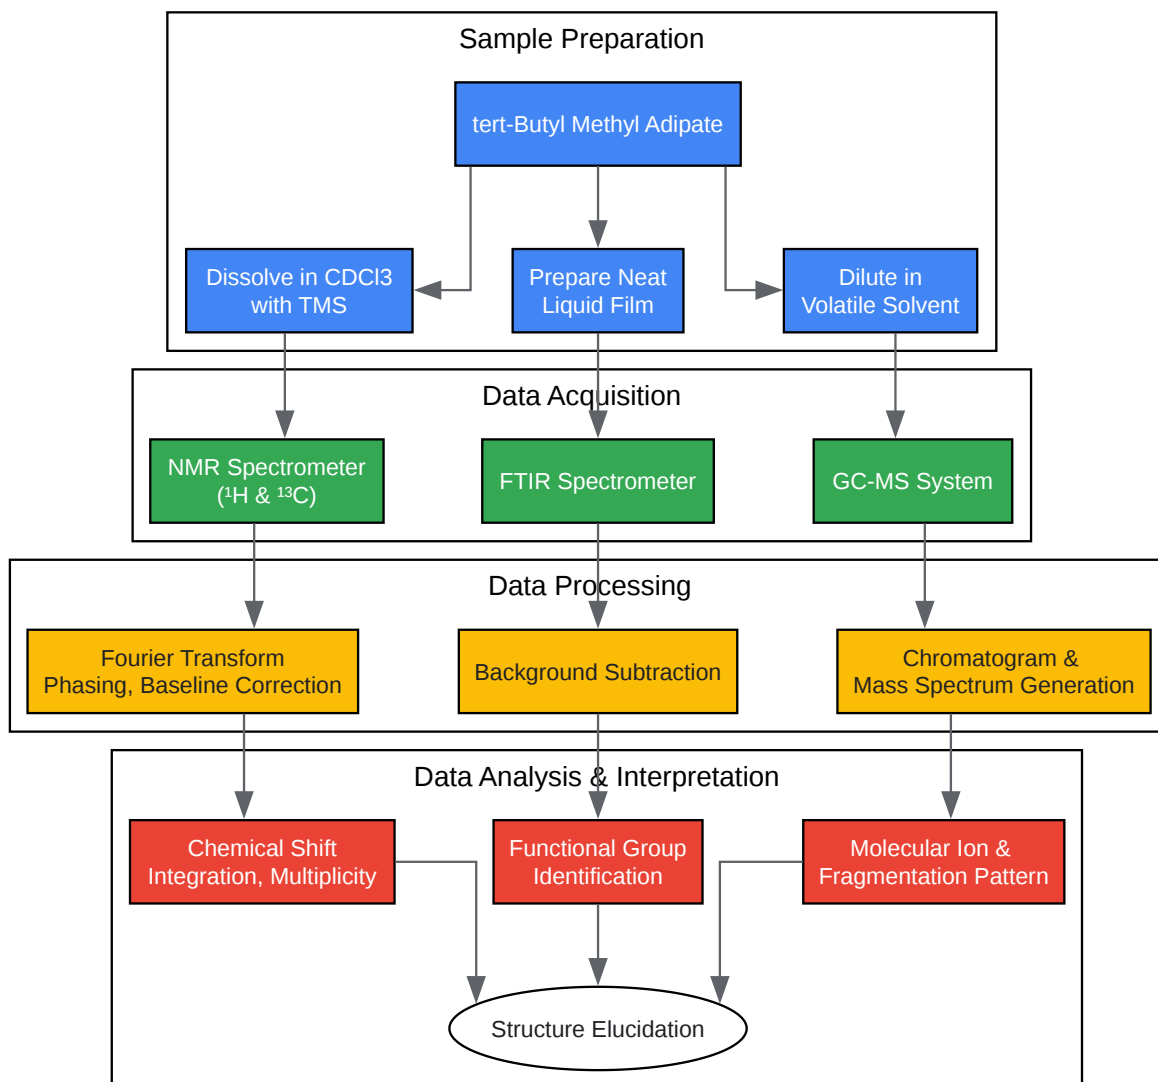 Sample Preparation
tert-Butyl Methyl Adipate
Dissolve in CDCl3
with TMS
Prepare Neat
Liquid Film
Dilute in
Volatile Solvent
Data Acquisition
NMR Spectrometer
(¹H & ¹³C)
FTIR Spectrometer
GC-MS System
Data Processing
Fourier Transform
Phasing, Baseline Correction
Background Subtraction
Chromatogram &
Mass Spectrum Generation
Data Analysis & Interpretation
Chemical Shift
Integration, Multiplicity
Functional Group
Identification
Molecular Ion &
Fragmentation Pattern
Structure Elucidation